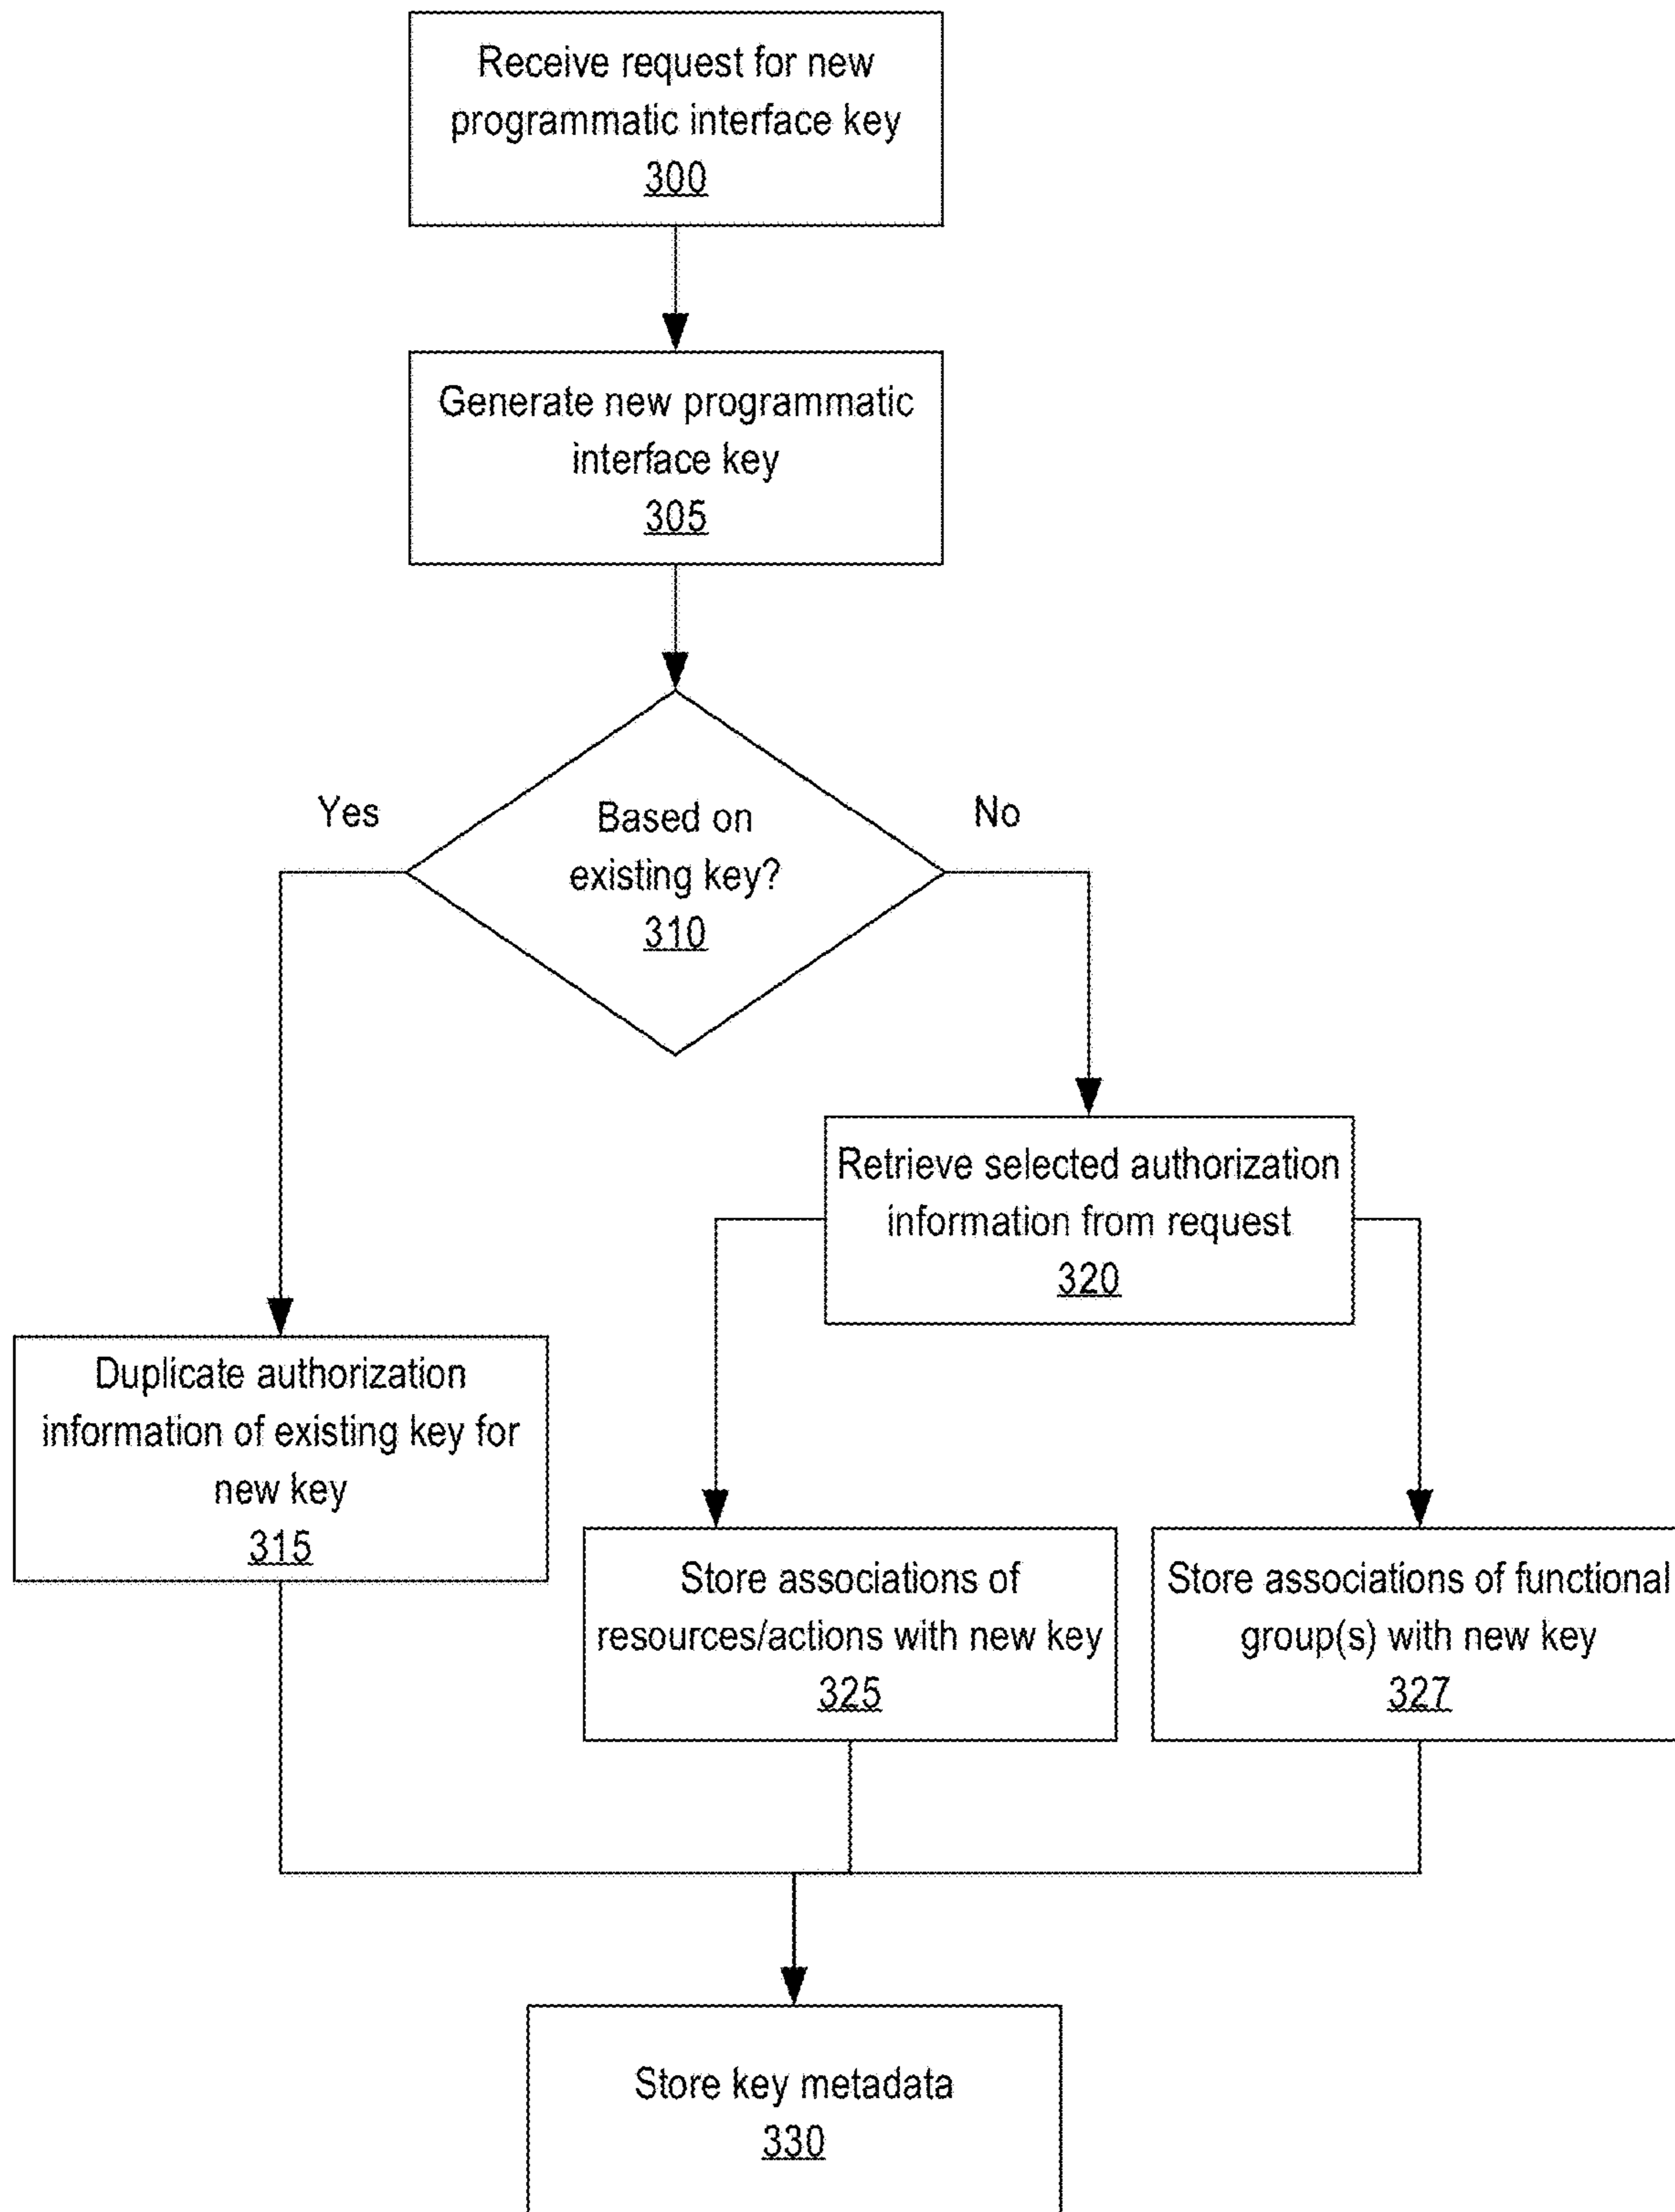 Receive request for new
programmatic interface key
300
Generate new programmatic
interface key
305
Yes
Based on
existing key?
310
No
Retrieve selected authorization
information from request
320
Duplicate authorization
information of existing key for
new key
315
Store associations of
resources/actions with new key
325
Store associations of functional
group(s) with new key
327
Store key metadata
330